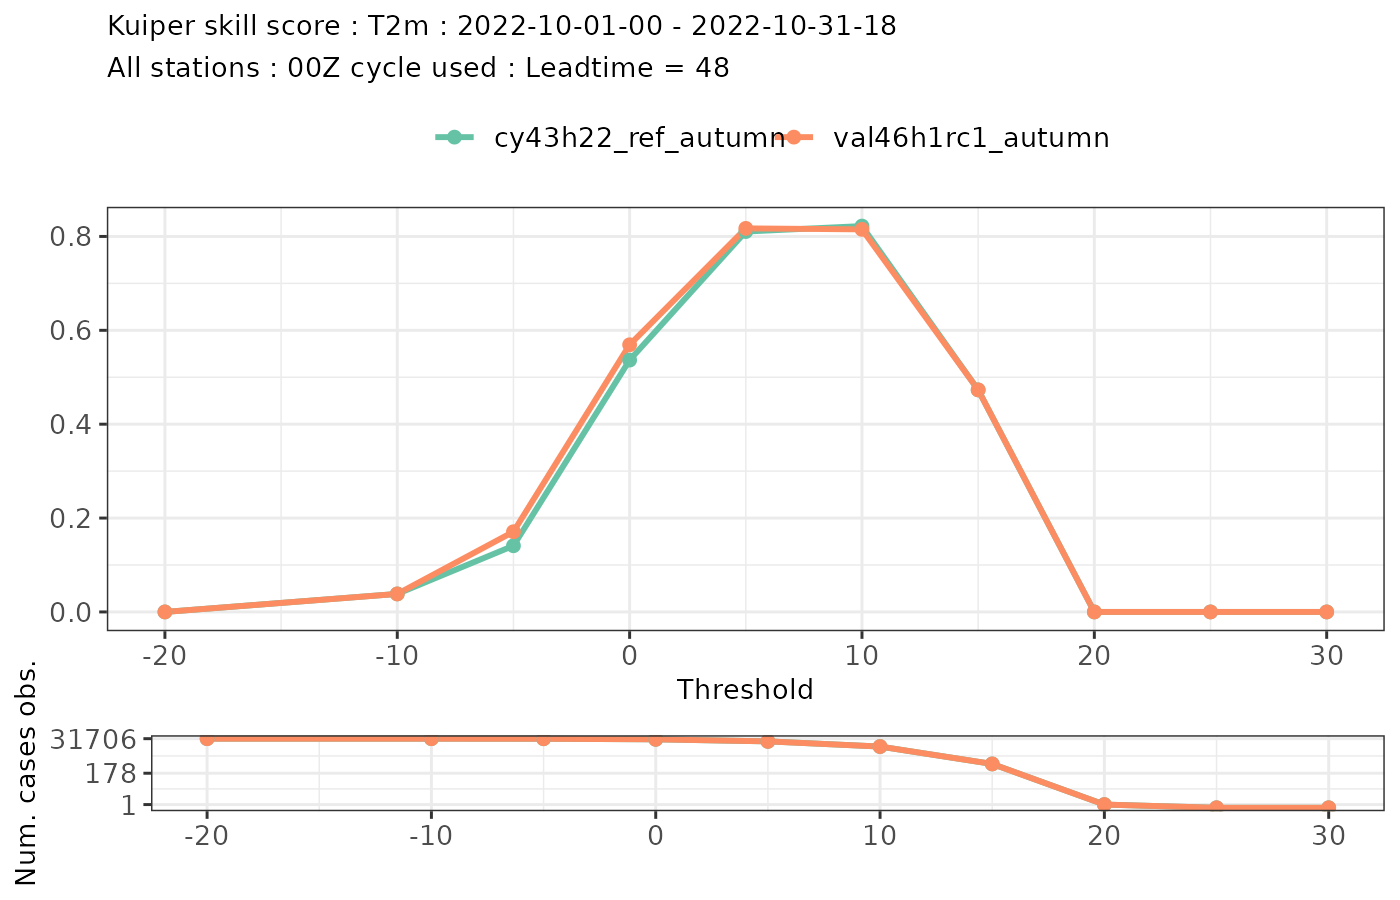 Kuiper skill score : T2m : 2022-10-01-00 - 2022-10-31-18
All stations : 00Z cycle used : Leadtime = 48
cy43h22_ref_autumn val46h1rc1_autumn
0.8
0.6
0.4
0.2
0.0
-20 -10 0 10 20 30
Threshold
Num. cases obs.
31706
178
1
-20 -10 0 10 20 30